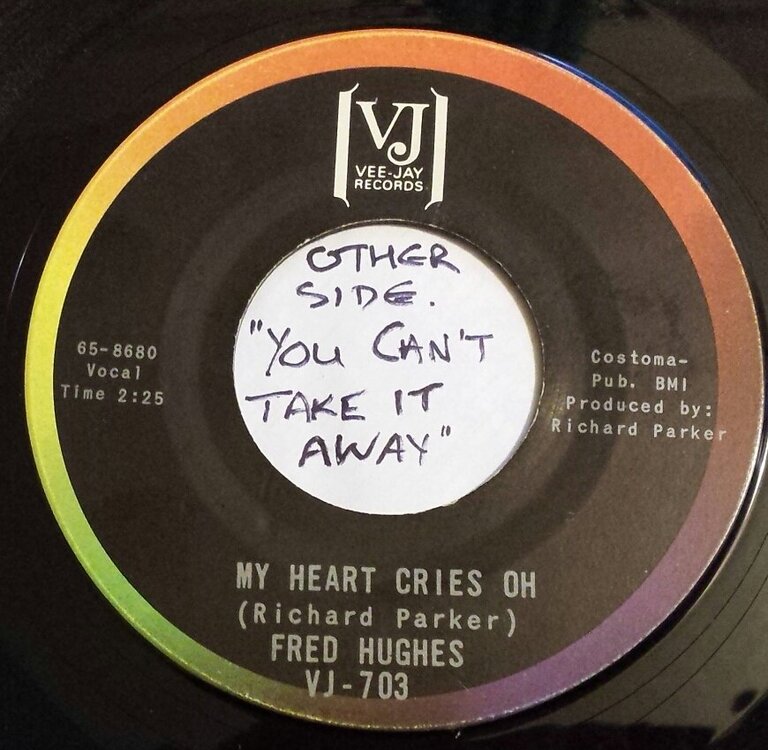 VJ
VEE-JAY
RECORDS
OTHER
SIDE.
"YOU CAN'T
TAKE IT
AWAY"
65-8680
Vocal
Time 2:25
Costoma-
Pub. BMI
Produced by:
Richard Parker
MY HEART CRIES OH
(Richard Parker)
FRED HUGHES
VJ-703